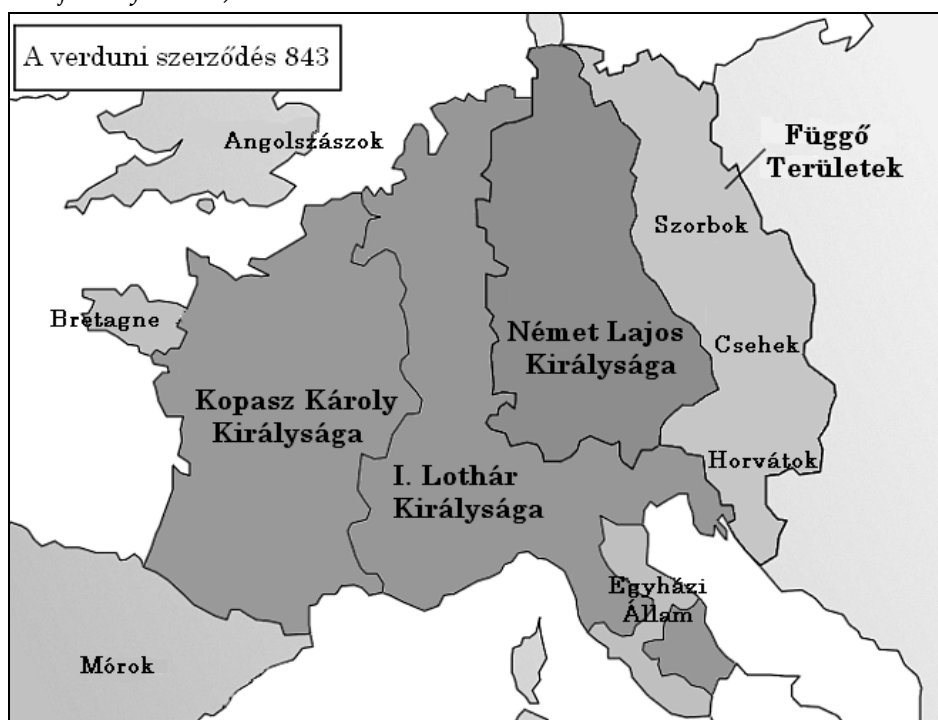 A verduni szerződés 843
Angolszászok
Függő
Területek
Szorbok
Bretagne
Német Lajos
Királysága
Csehek
Kopasz Károly
Királysága
Horvátok
I. Lothár
Királysága
Egyházi
Állam
Mórok